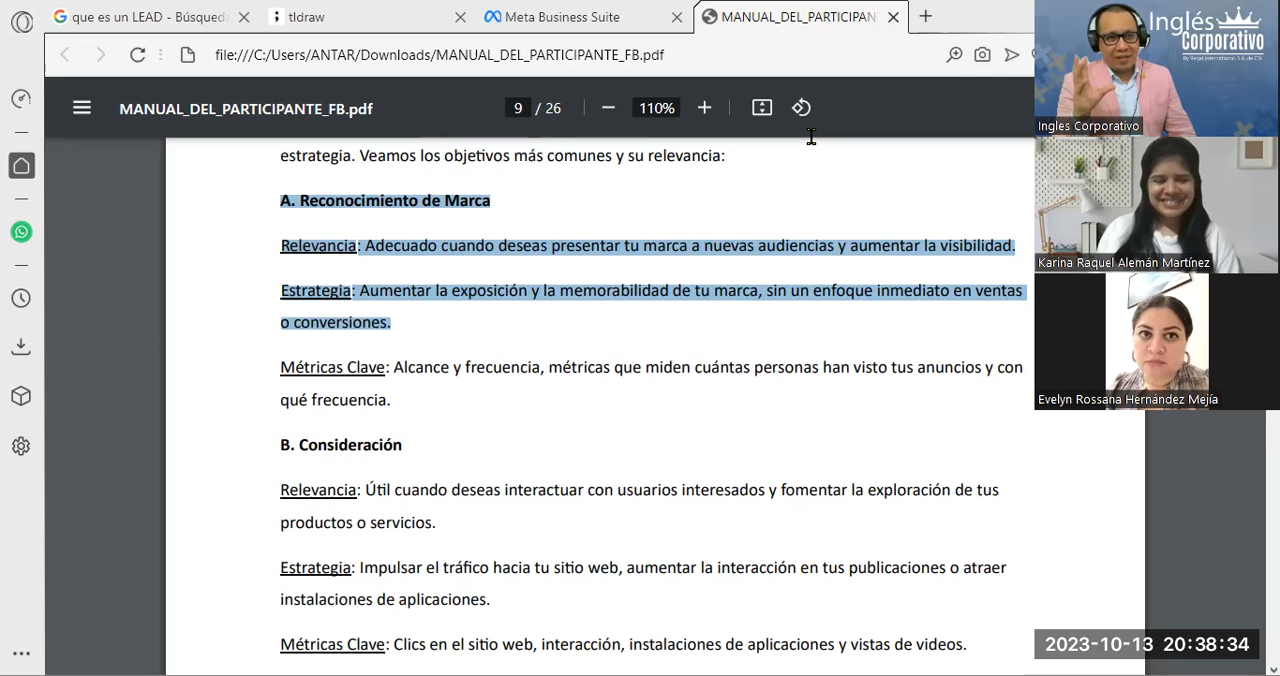 que es un LEAD - Búsqued
tldraw
Meta Business Suite
MANUAL_DEL_PARTICIPAN
file:///C:/Users/ANTAR/Downloads/MANUAL_DEL_PARTICIPANTE_FB.pdf
MANUAL_DEL_PARTICIPANTE_FB.pdf
9 / 26
110%
estrategia. Veamos los objetivos más comunes y su relevancia:
A. Reconocimiento de Marca
Relevancia: Adecuado cuando deseas presentar tu marca a nuevas audiencias y aumentar la visibilidad.
Estrategia: Aumentar la exposición y la memorabilidad de tu marca, sin un enfoque inmediato en ventas
o conversiones.
Métricas Clave: Alcance y frecuencia, métricas que miden cuántas personas han visto tus anuncios y con
qué frecuencia.
B. Consideración
Relevancia: Útil cuando deseas interactuar con usuarios interesados y fomentar la exploración de tus
productos o servicios.
Estrategia: Impulsar el tráfico hacia tu sitio web, aumentar la interacción en tus publicaciones o atraer
instalaciones de aplicaciones.
Métricas Clave: Clics en el sitio web, interacción, instalaciones de aplicaciones y vistas de videos.
Inglés
Corporativo
By Regal International, S.A. de C.V.
Ingles Corporativo
Karina Raquel Alemán Martínez
Evelyn Rossana Hernández Mejía
2023-10-13 20:38:34